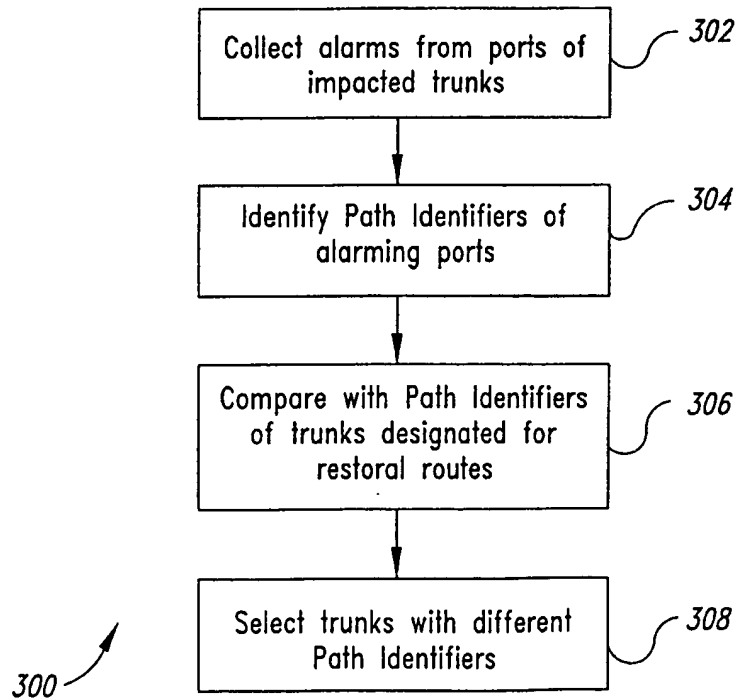 Collect alarms from ports of
impacted trunks
302
Identify Path Identifiers of
alarming ports
304
Compare with Path Identifiers
of trunks designated for
restoral routes
306
Select trunks with different
Path Identifiers
308
300